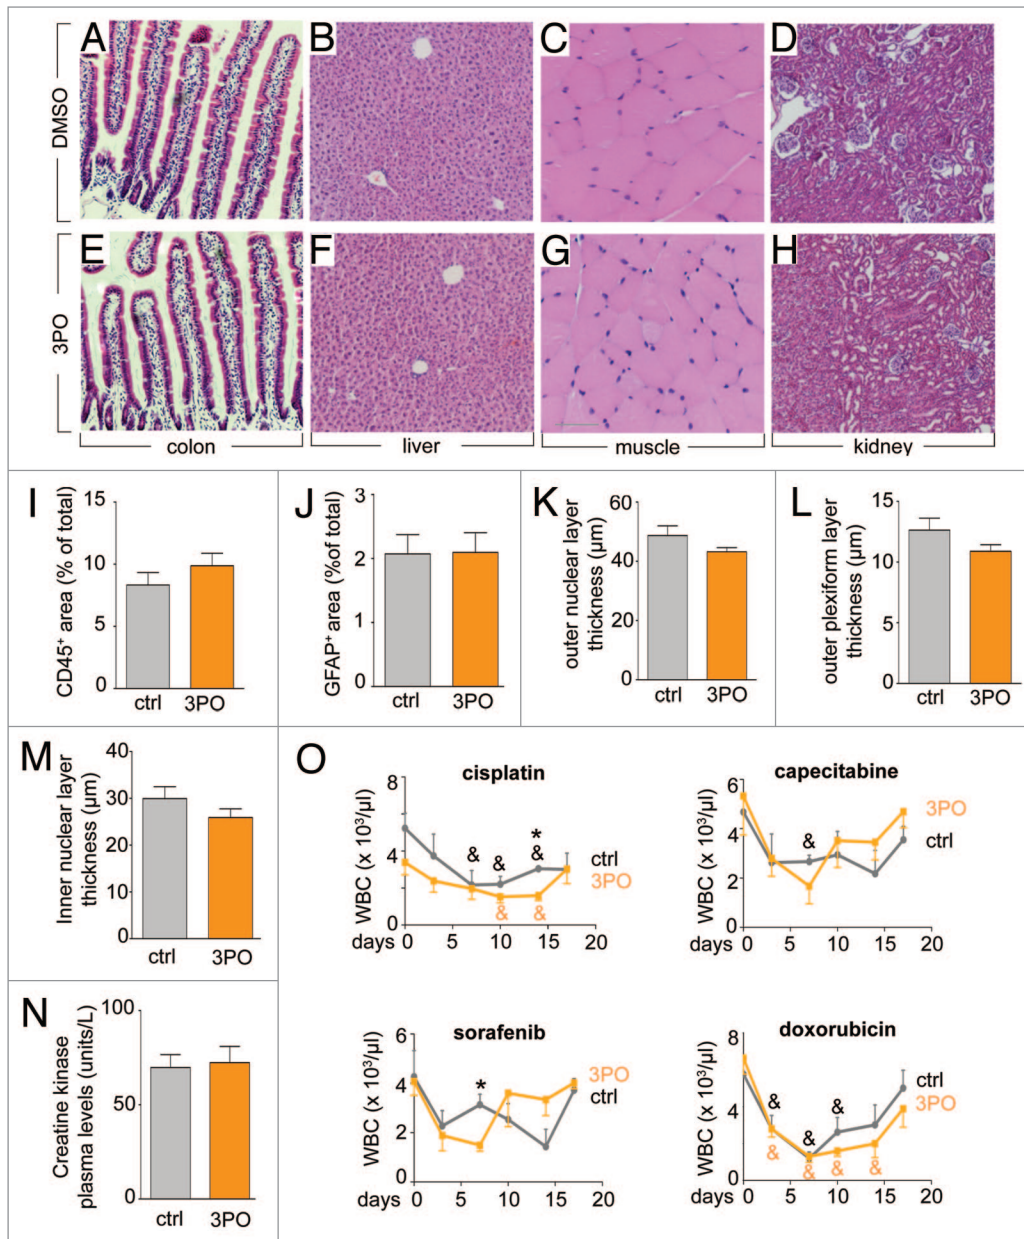 A
B
C
D
DMSO
E
F
G
H
3PO
colon
liver
muscle
kidney
I
CD45⁺ area (% of total)
15
10
5
0
ctrl
3PO
J
GFAP⁺ area (%of total)
3
2
1
0
ctrl
3PO
K
outer nuclear layer
thickness (µm)
60
40
20
0
ctrl
3PO
L
outer plexiform layer
thickness (µm)
15
10
5
0
ctrl
3PO
M
Inner nuclear layer
thickness (µm)
40
30
20
10
0
ctrl
3PO
N
Creatine kinase
plasma levels (units/L)
100
50
0
ctrl
3PO
O
cisplatin
WBC (x 10³/µl)
8
4
0
& & & *
& &
ctrl
3PO
days 0 5 10 15 20
capecitabine
WBC (x 10³/µl)
6
4
2
0
&
3PO
ctrl
days 0 5 10 15 20
sorafenib
WBC (x 10³/µl)
6
4
2
0
*
3PO
ctrl
days 0 5 10 15 20
doxorubicin
WBC (x 10³/µl)
8
4
0
& & &
& & & &
ctrl
3PO
days 0 5 10 15 20